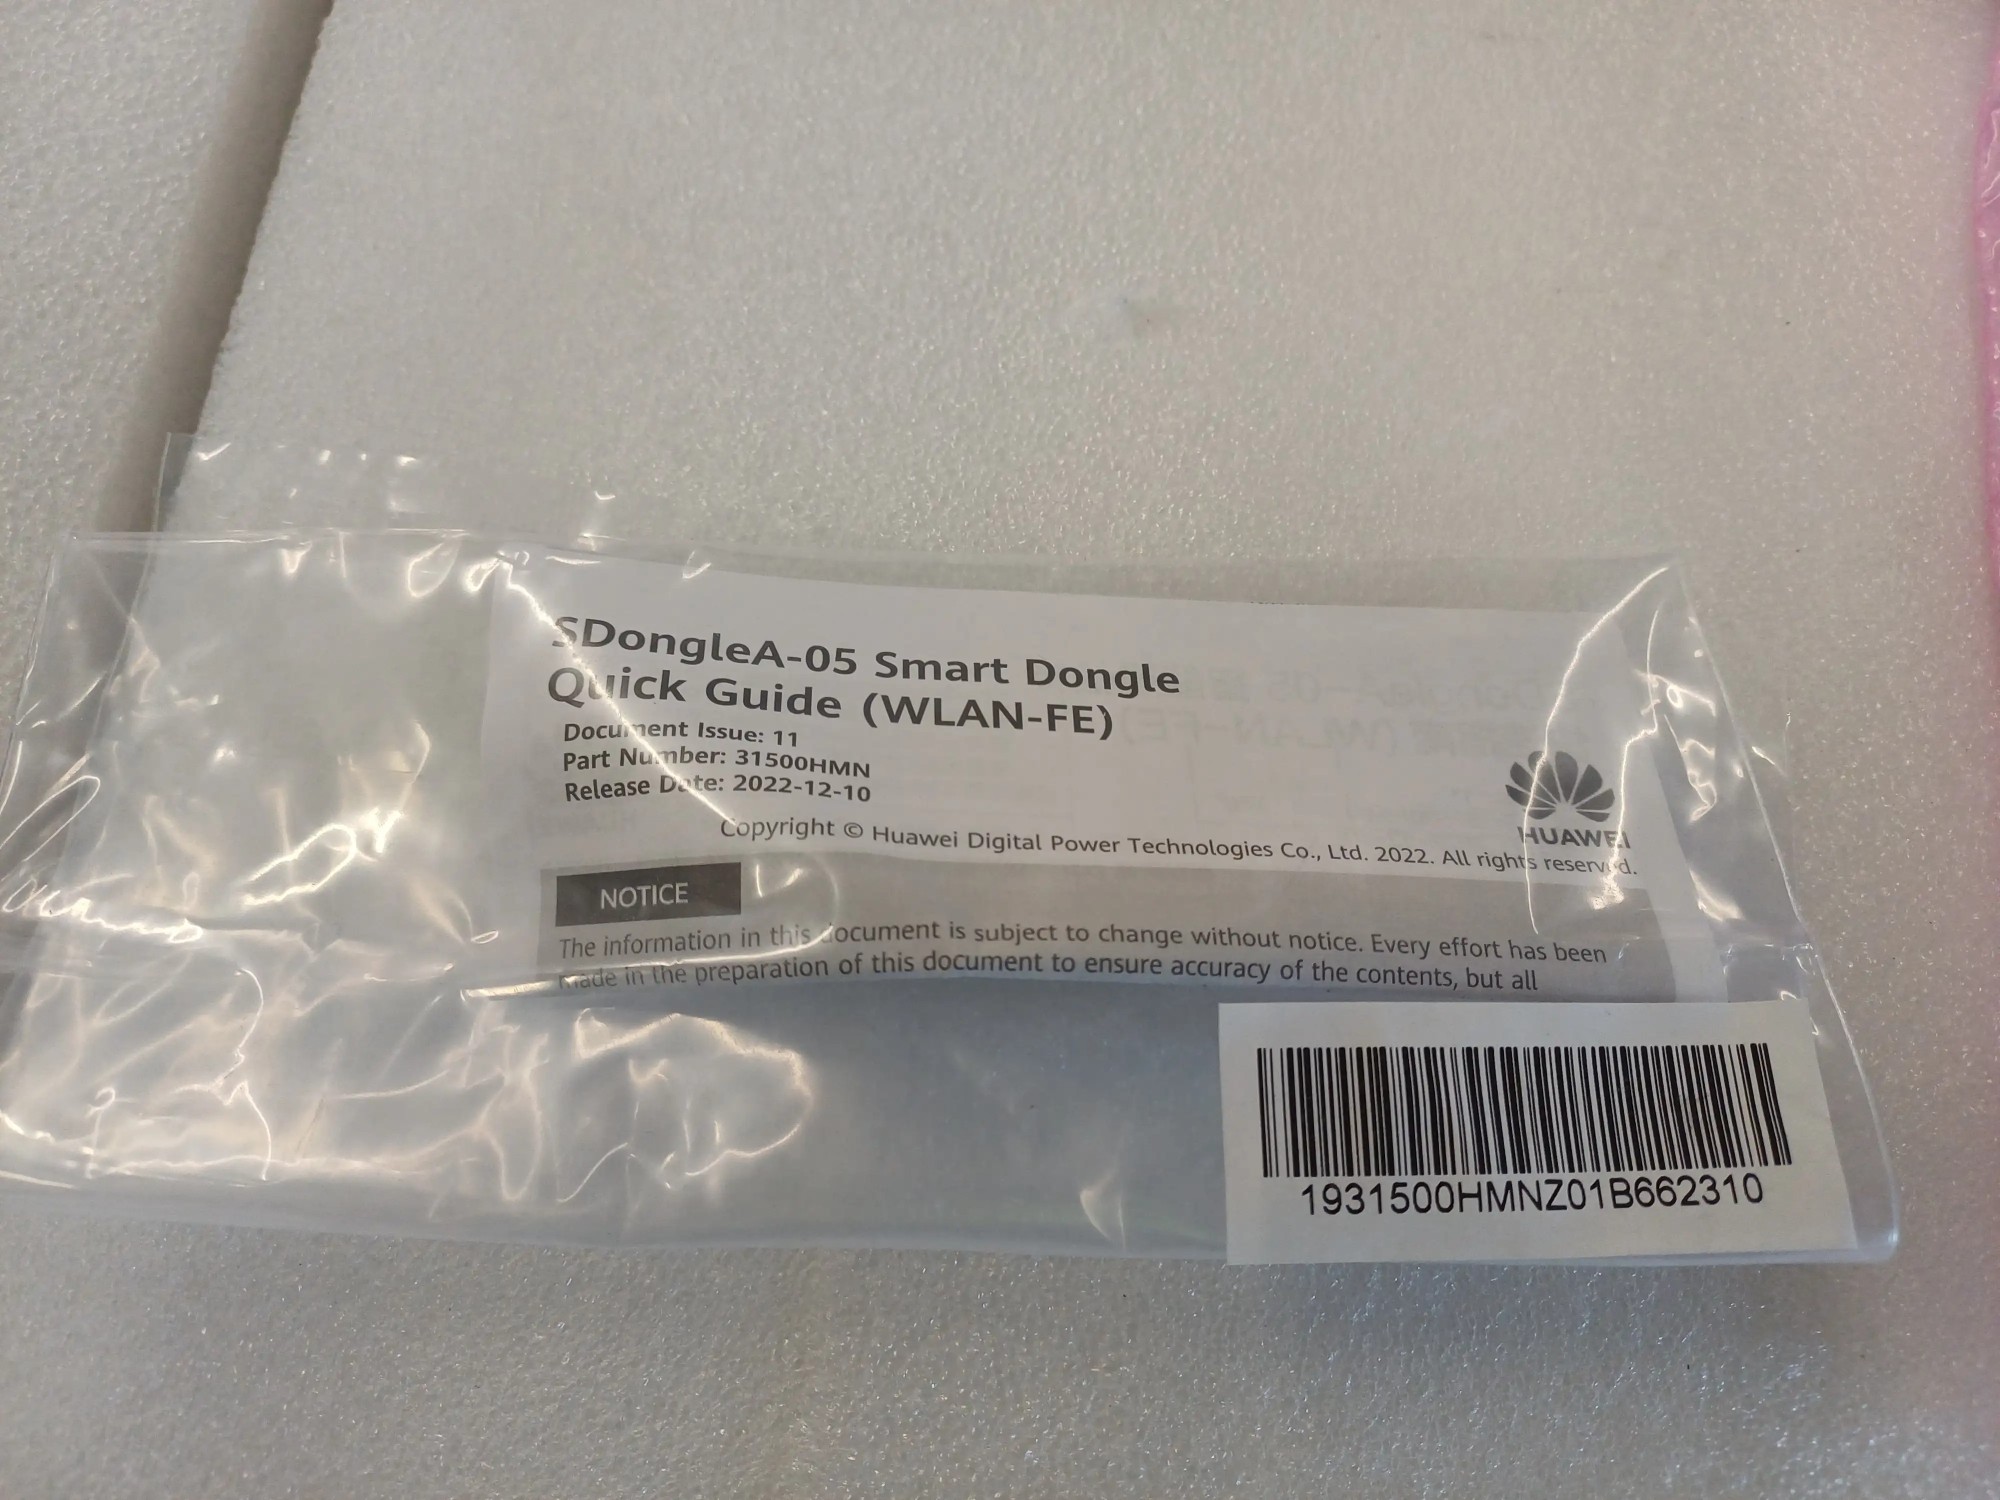 SDongleA-05 Smart Dongle
Quick Guide (WLAN-FE)
Document Issue: 11
Part Number: 31500HMN
Release Date: 2022-12-10
HUAWEI
Copyright © Huawei Digital Power Technologies Co., Ltd. 2022. All rights reserved.
NOTICE
The information in this document is subject to change without notice. Every effort has been
made in the preparation of this document to ensure accuracy of the contents, but all
1931500HMNZ01B662310